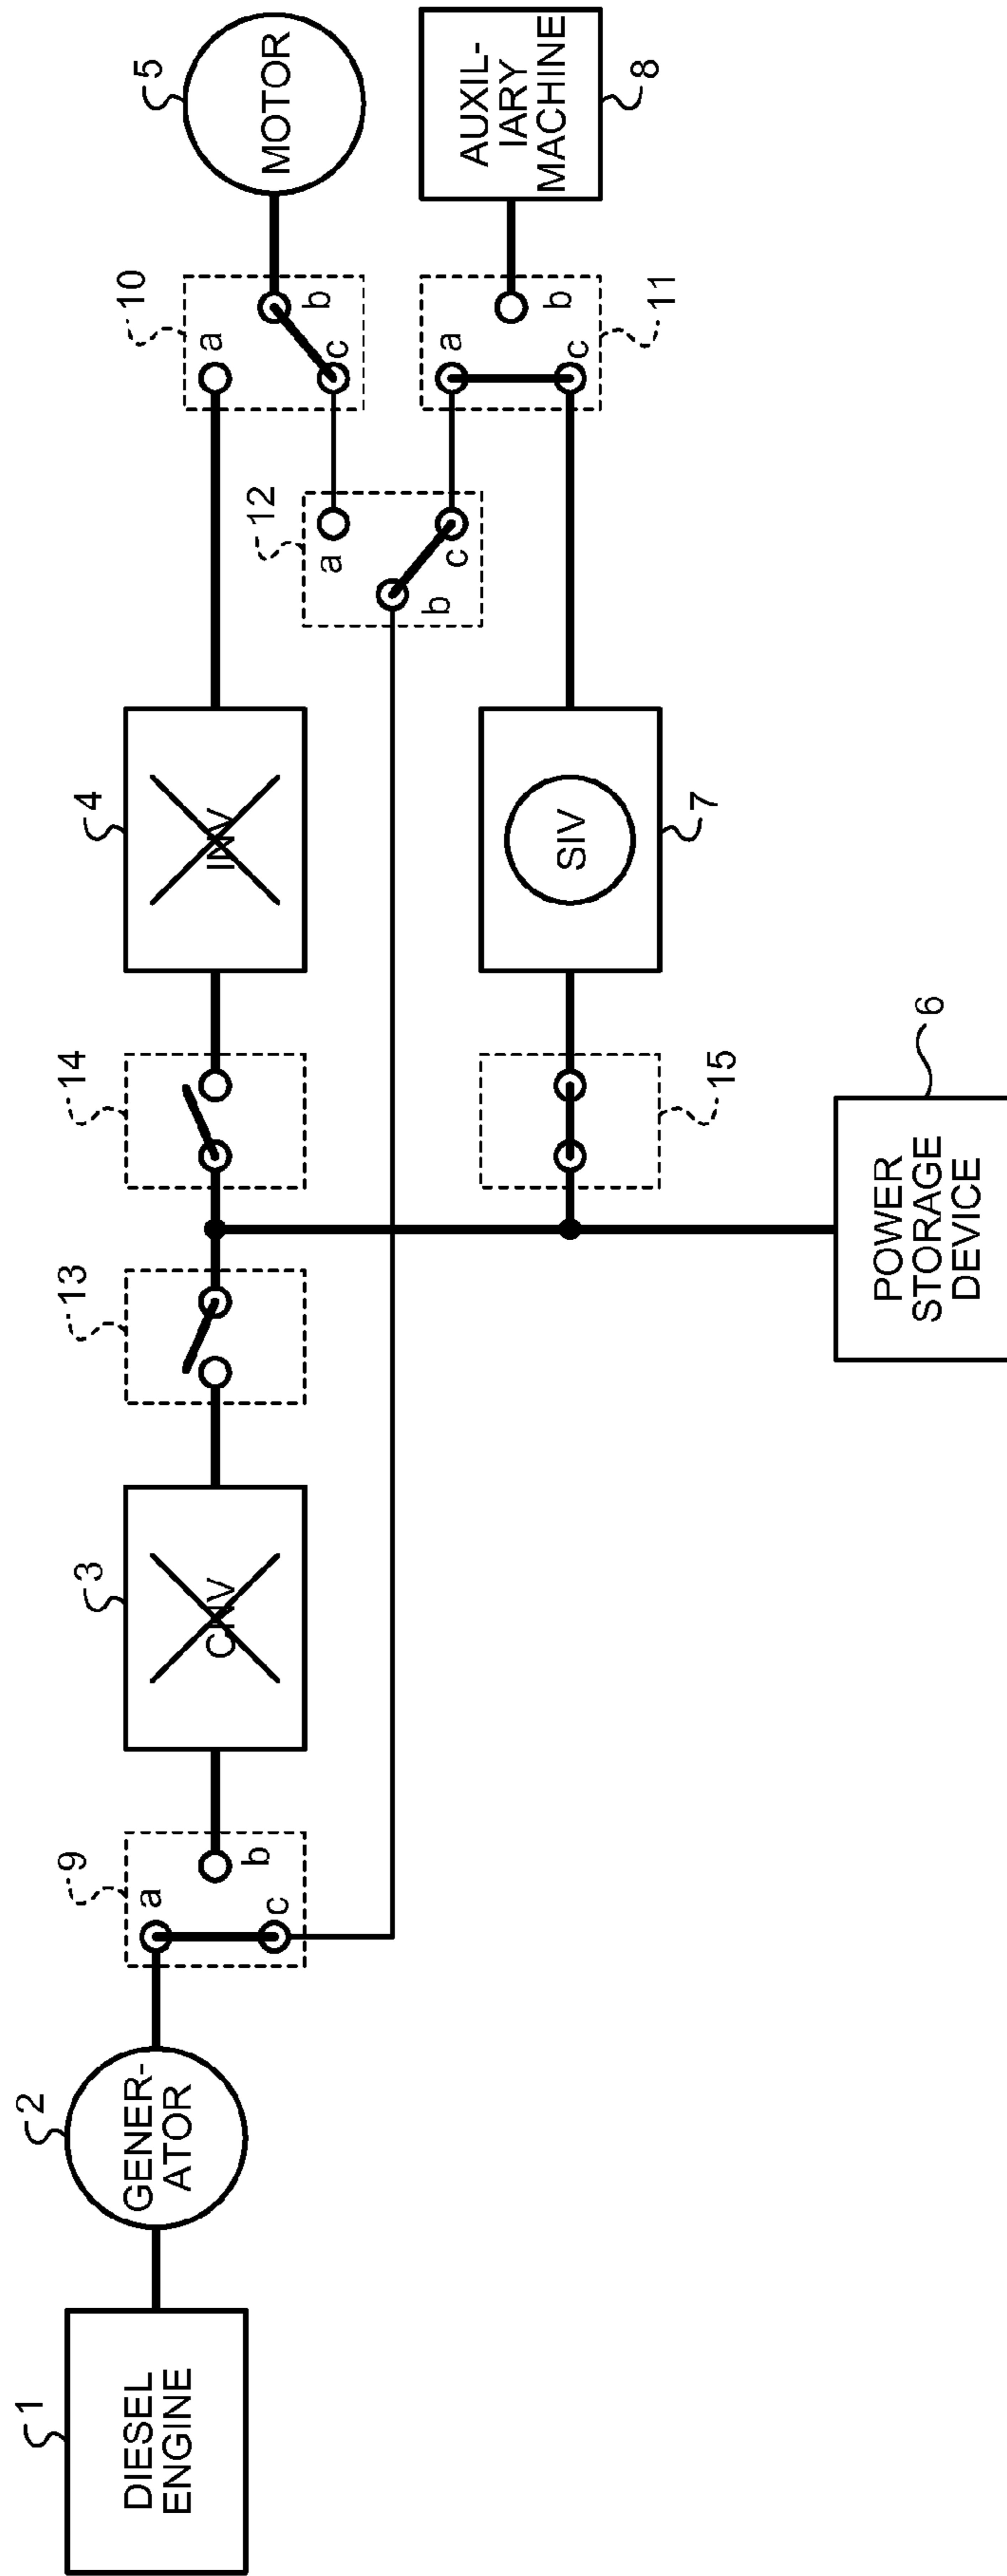 1
DIESEL
ENGINE
2
GENER-
ATOR
9
a
b
c
3
CNV
13
14
4
INV
10
a
b
c
5
MOTOR
12
a
b
c
11
a
b
c
8
AUXIL-
IARY
MACHINE
15
7
SIV
6
POWER
STORAGE
DEVICE